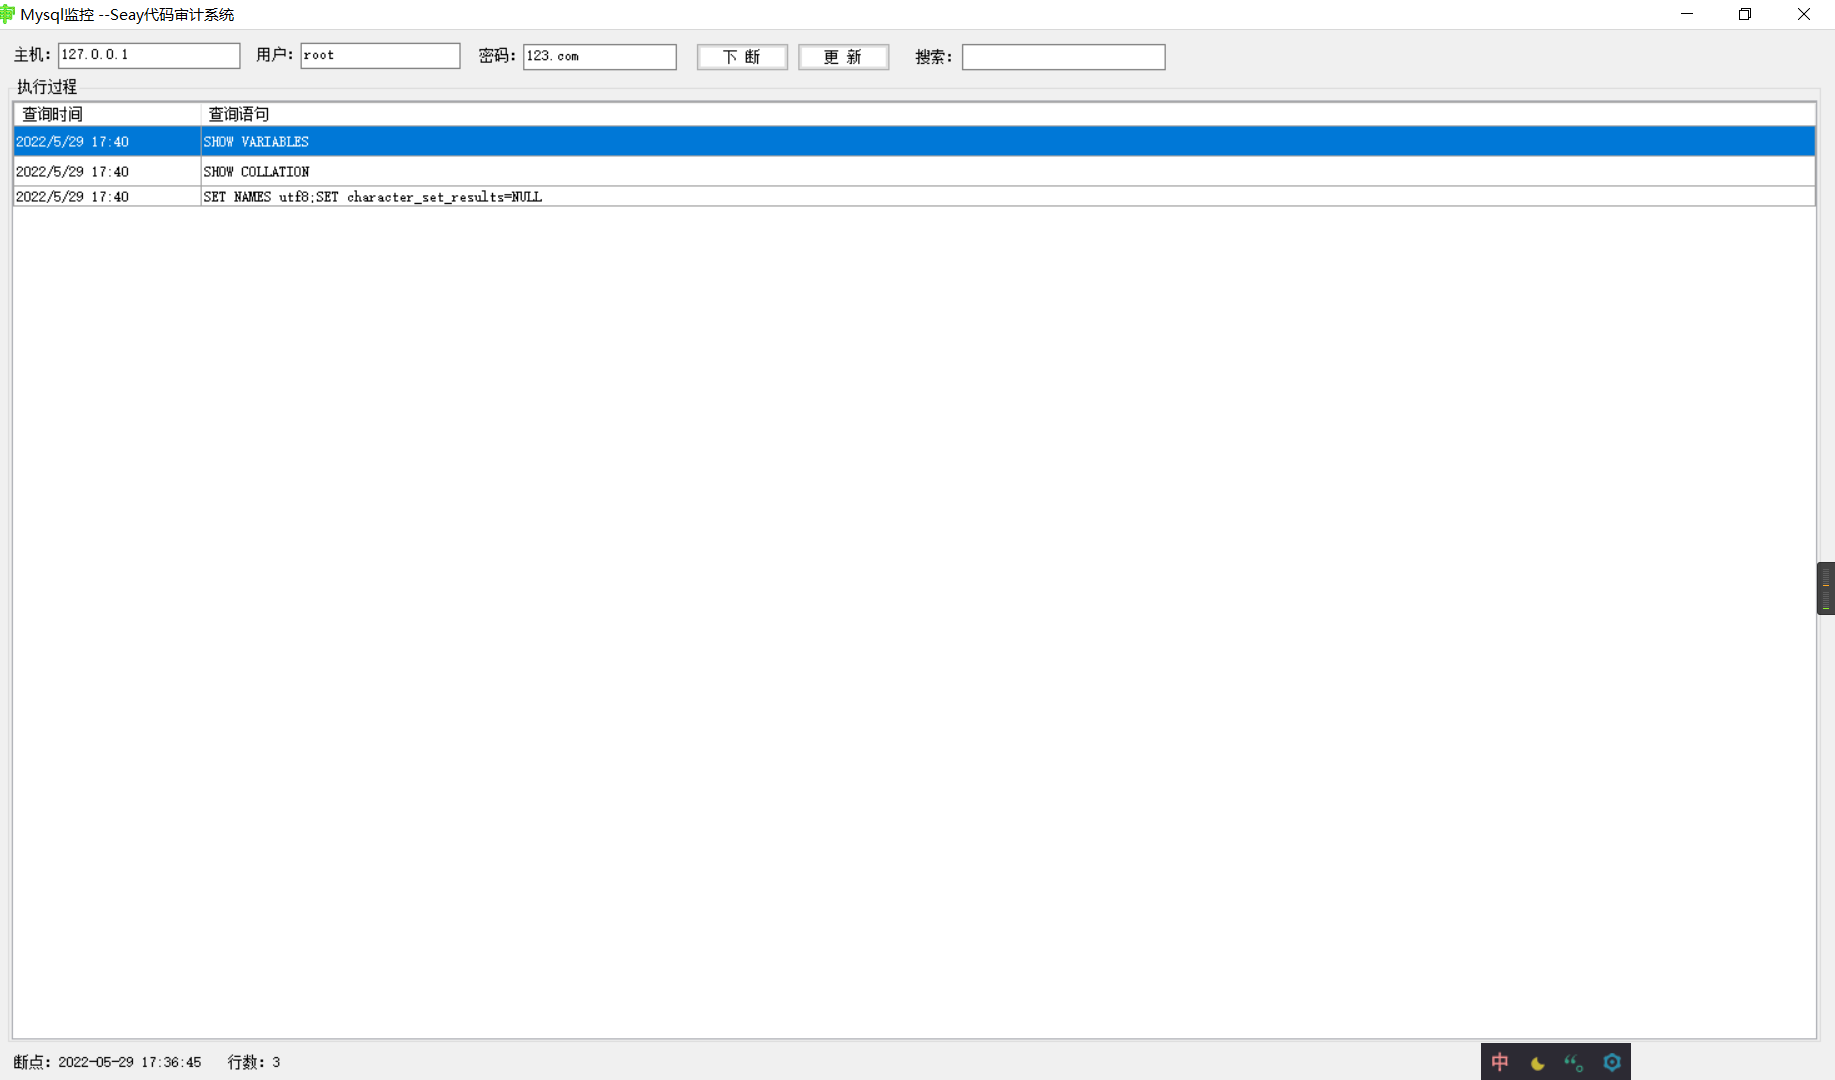 Mysql监控 --Seay代码审计系统
主机: 127.0.0.1 用户: root 密码: 123.com 下 断 更 新 搜索:
执行过程
查询时间 查询语句
2022/5/29 17:40 SHOW VARIABLES
2022/5/29 17:40 SHOW COLLATION
2022/5/29 17:40 SET NAMES utf8;SET character_set_results=NULL
断点: 2022-05-29 17:36:45 行数: 3
中